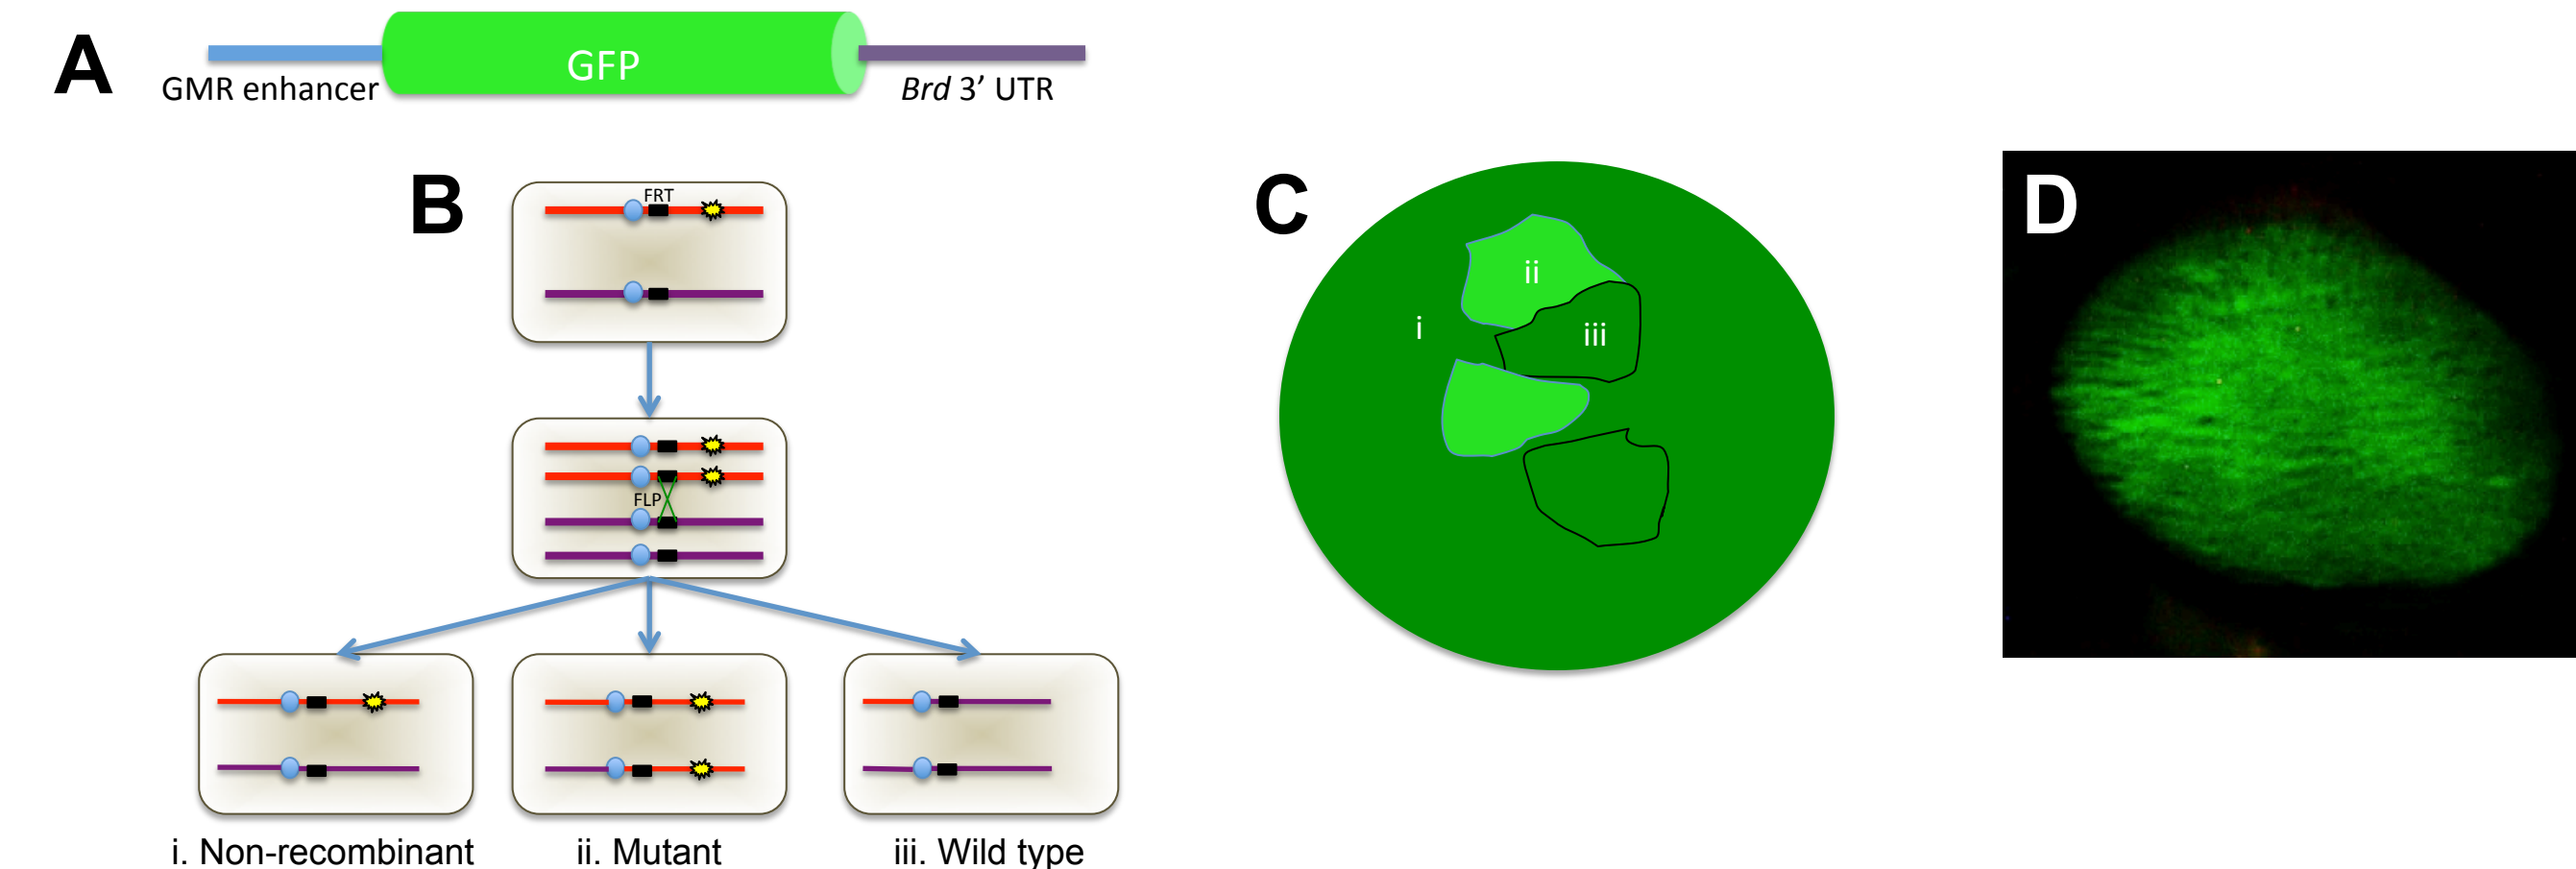 A
GFP
GMR enhancer
Brd 3’ UTR
B
FRT
FLP
i. Non-recombinant
ii. Mutant
iii. Wild type
C
i
ii
iii
D